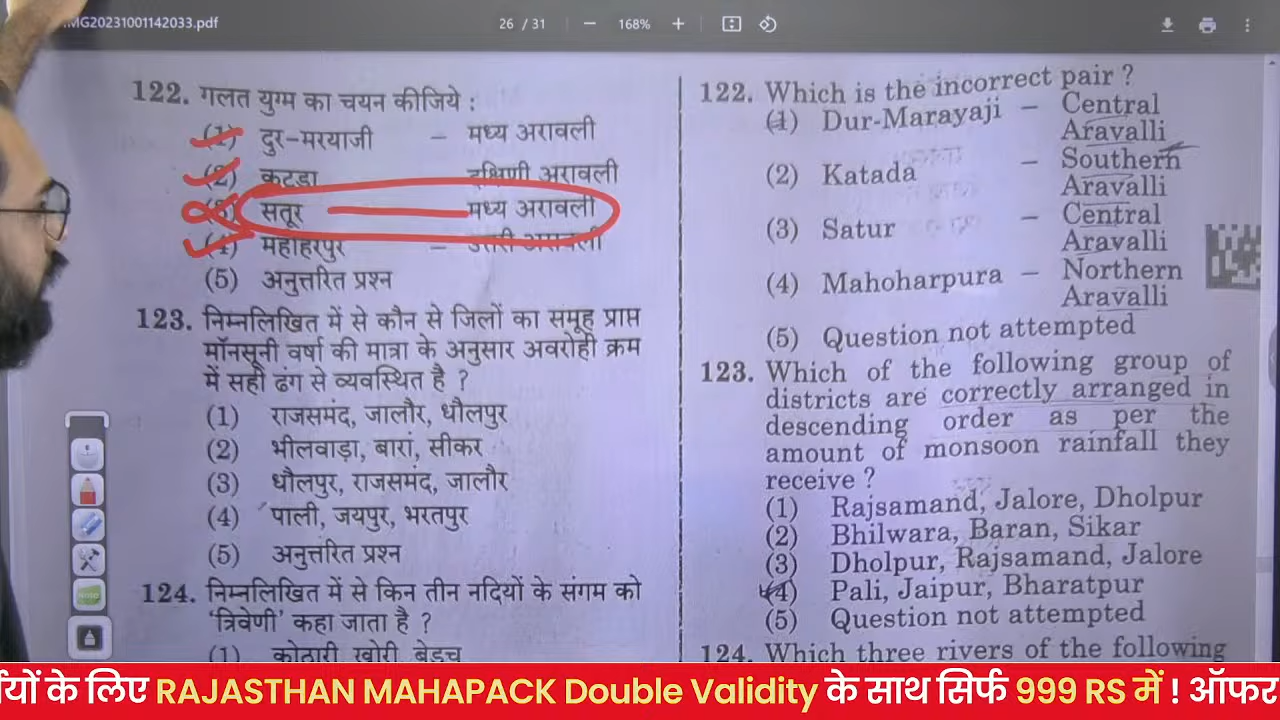 MG20231001142033.pdf
26 / 31
168%
122. गलत युग्म का चयन कीजिये :
(1) दुर-मरयाजी – मध्य अरावली
(2) कटडा दक्षिणी अरावली
(3) सतूर मध्य अरावली
(4) महोहरपुर – उत्तरी अरावली
(5) अनुत्तरित प्रश्न
123. निम्नलिखित में से कौन से जिलों का समूह प्राप्त
मॉनसूनी वर्षा की मात्रा के अनुसार अवरोही क्रम
में सही ढंग से व्यवस्थित है ?
(1) राजसमंद, जालौर, धौलपुर
(2) भीलवाड़ा, बारां, सीकर
(3) धौलपुर, राजसमंद, जालौर
(4) पाली, जयपुर, भरतपुर
(5) अनुत्तरित प्रश्न
124. निम्नलिखित में से किन तीन नदियों के संगम को
'त्रिवेणी' कहा जाता है ?
(1) कोठारी, खोरी, बेडच
122. Which is the incorrect pair ?
(1) Dur-Marayaji – Central
Aravalli
(2) Katada – Southern
Aravalli
(3) Satur – Central
Aravalli
(4) Mahoharpura – Northern
Aravalli
(5) Question not attempted
123. Which of the following group of
districts are correctly arranged in
descending order as per the
amount of monsoon rainfall they
receive ?
(1) Rajsamand, Jalore, Dholpur
(2) Bhilwara, Baran, Sikar
(3) Dholpur, Rajsamand, Jalore
(4) Pali, Jaipur, Bharatpur
(5) Question not attempted
124. Which three rivers of the following
के लिए RAJASTHAN MAHAPACK Double Validity के साथ सिर्फ 999 RS में ! ऑफर